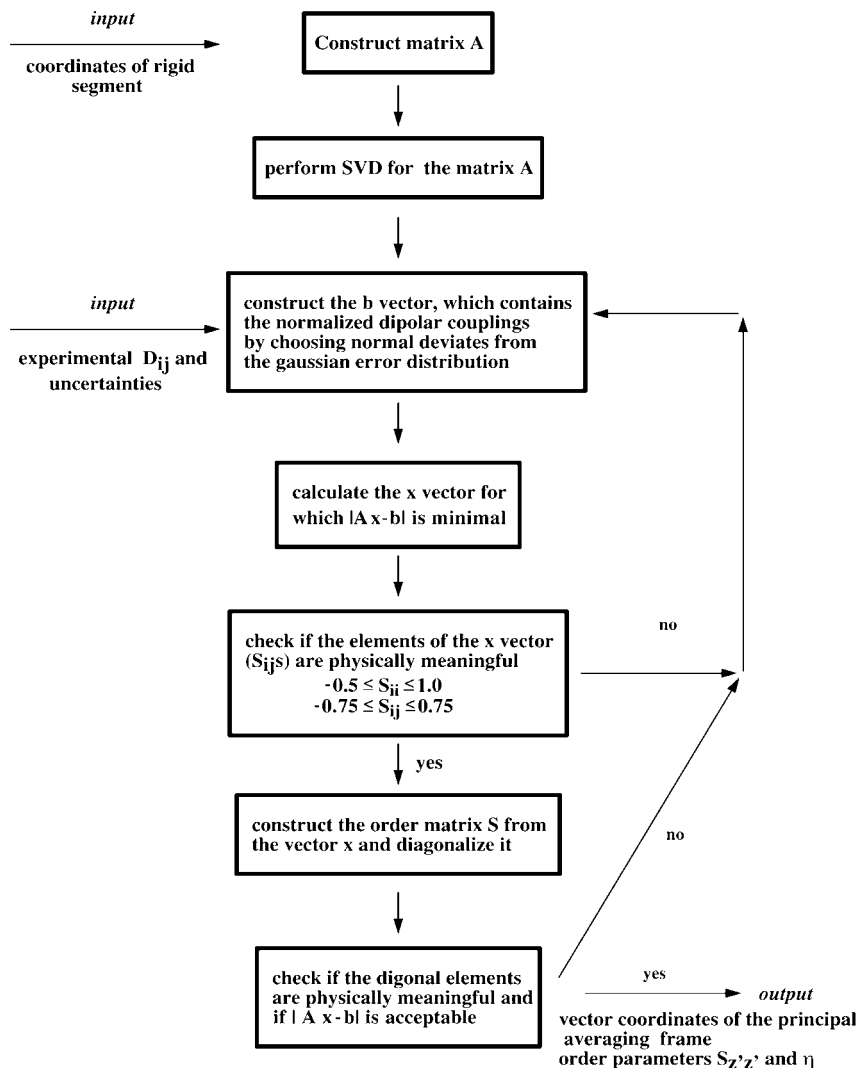 input
coordinates of rigid
segment
Construct matrix A
perform SVD for the matrix A
input
experimental D_ij and
uncertainties
construct the b vector, which contains
the normalized dipolar couplings
by choosing normal deviates from
the gaussian error distribution
calculate the x vector for
which |A x-b| is minimal
check if the elements of the x vector
(S_ijs) are physically meaningful
-0.5 ≤ S_ii ≤ 1.0
-0.75 ≤ S_ij ≤ 0.75
no
yes
construct the order matrix S from
the vector x and diagonalize it
no
check if the digonal elements
are physically meaningful and
if | A x-b| is acceptable
yes
output
vector coordinates of the principal
averaging frame
order parameters S_z'z' and η